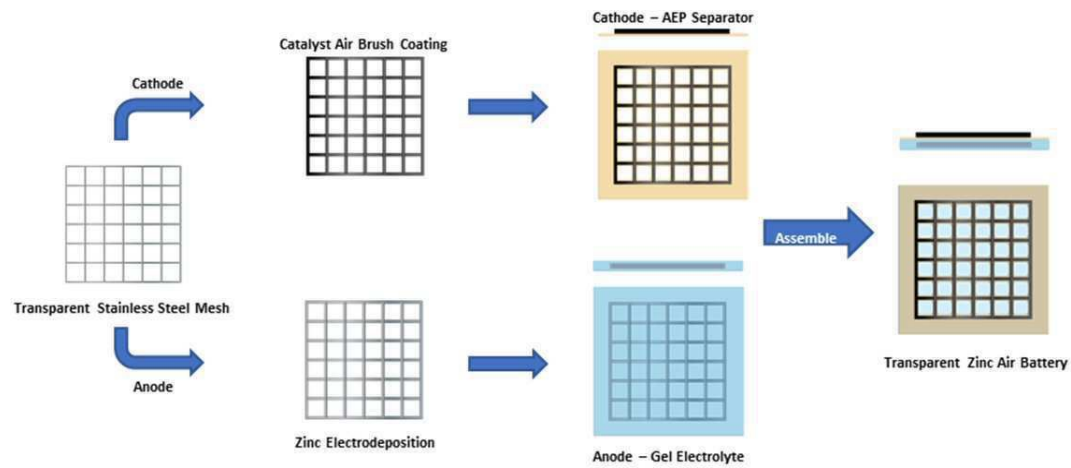 Cathode – AEP Separator
Catalyst Air Brush Coating
Cathode
Transparent Stainless Steel Mesh
Assemble
Anode
Zinc Electrodeposition
Anode – Gel Electrolyte
Transparent Zinc Air Battery